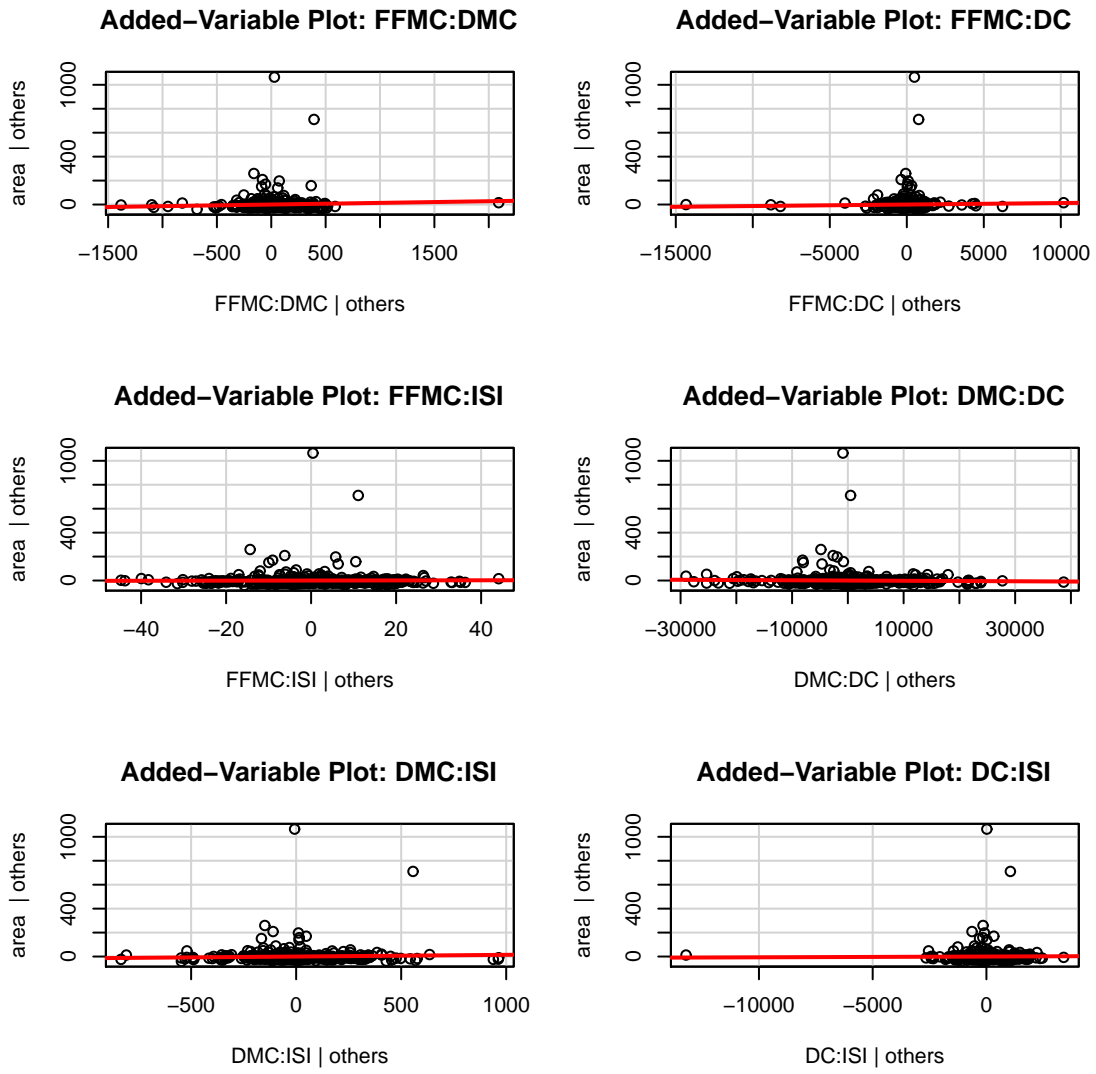 Added−Variable Plot: FFMC:DMC
area | others
1000
400
0
−1500 −500 0 500 1500
FFMC:DMC | others
Added−Variable Plot: FFMC:DC
area | others
1000
400
0
−15000 −5000 0 5000 10000
FFMC:DC | others
Added−Variable Plot: FFMC:ISI
area | others
1000
400
0
−40 −20 0 20 40
FFMC:ISI | others
Added−Variable Plot: DMC:DC
area | others
1000
400
0
−30000 −10000 10000 30000
DMC:DC | others
Added−Variable Plot: DMC:ISI
area | others
1000
400
0
−500 0 500 1000
DMC:ISI | others
Added−Variable Plot: DC:ISI
area | others
1000
400
0
−10000 −5000 0
DC:ISI | others